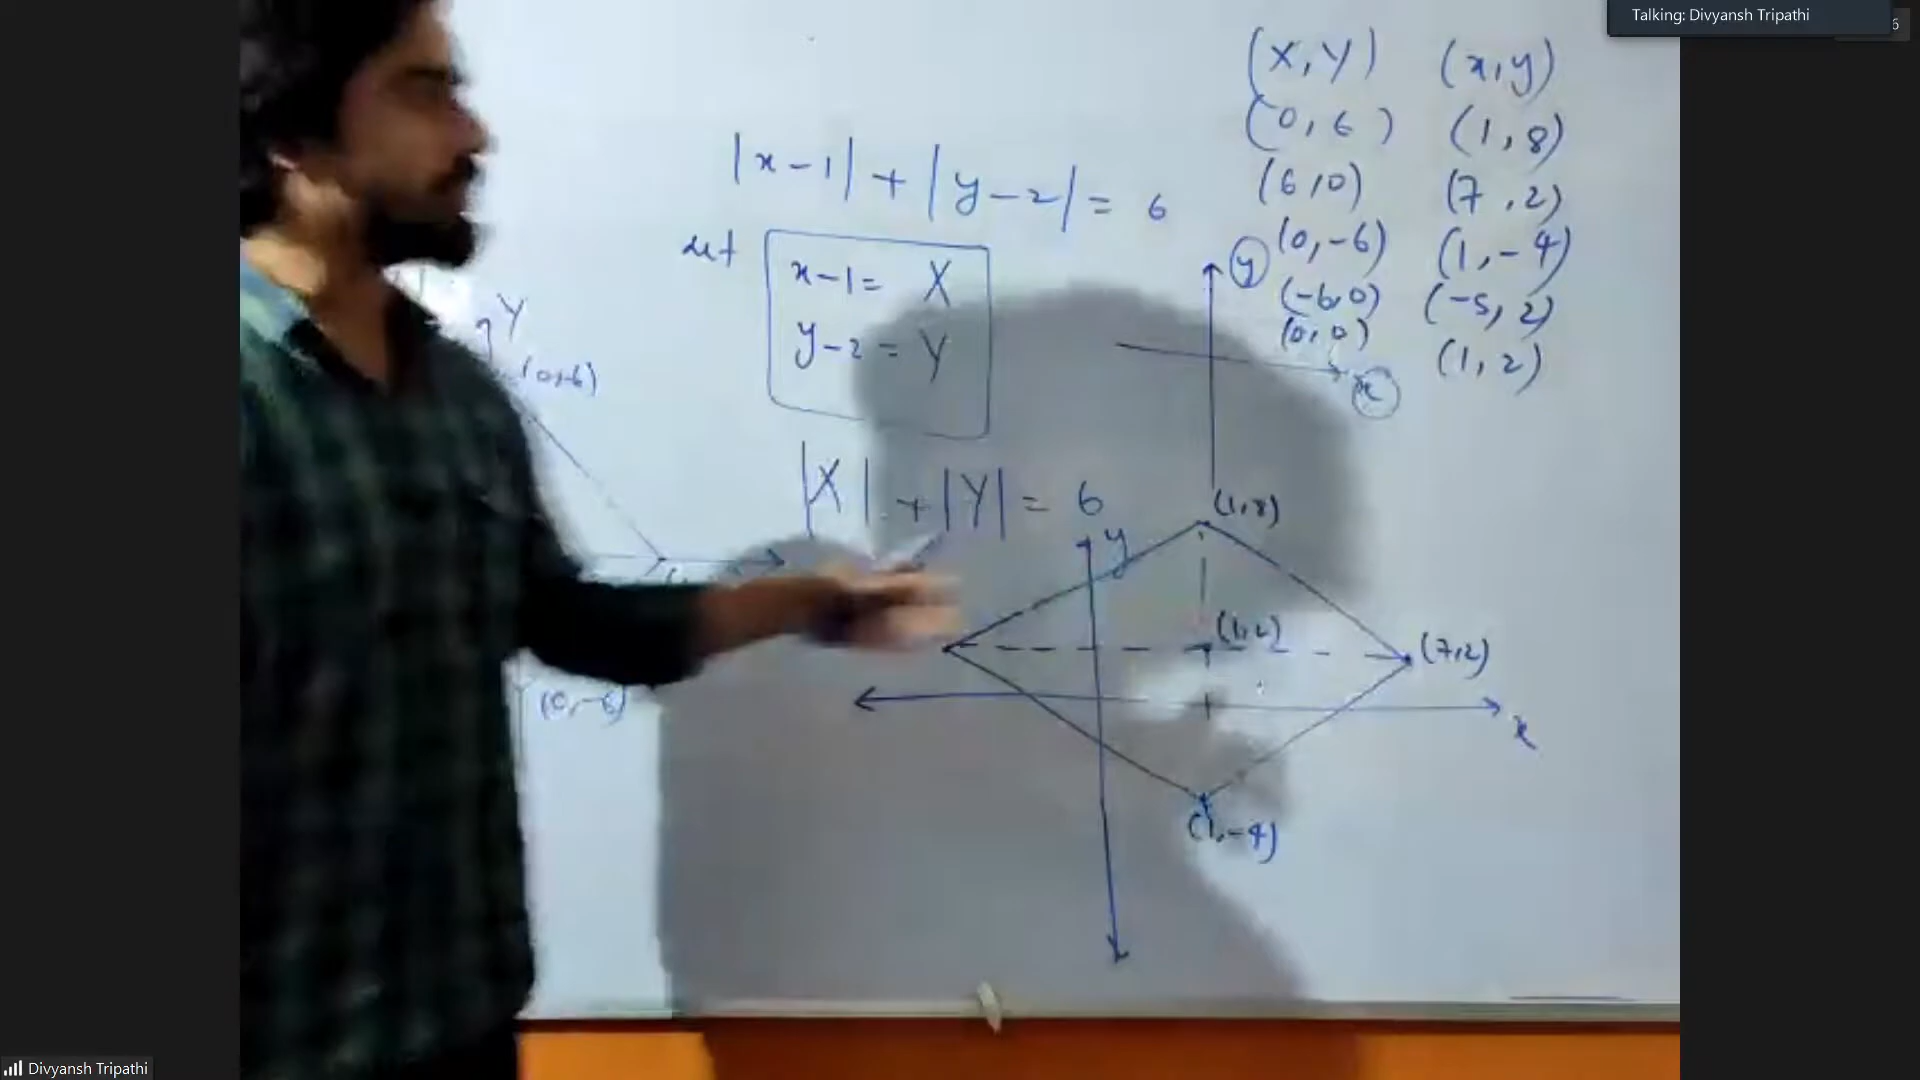 Talking: Divyansh Tripathi
6
(X, Y) (x, y)
(0, 6) (1, 8)
(6, 0) (7, 2)
(0, -6) (1, -4)
(-6, 0) (-5, 2)
(0, 0) (1, 2)
|x - 1| + |y - 2| = 6
let
x - 1 = X
y - 2 = Y
|X| + |Y| = 6
y
x
Y
(0, 6)
(0, -6)
y
(1, 8)
(1, 2)
(7, 2)
x
(1, -4)
Divyansh Tripathi